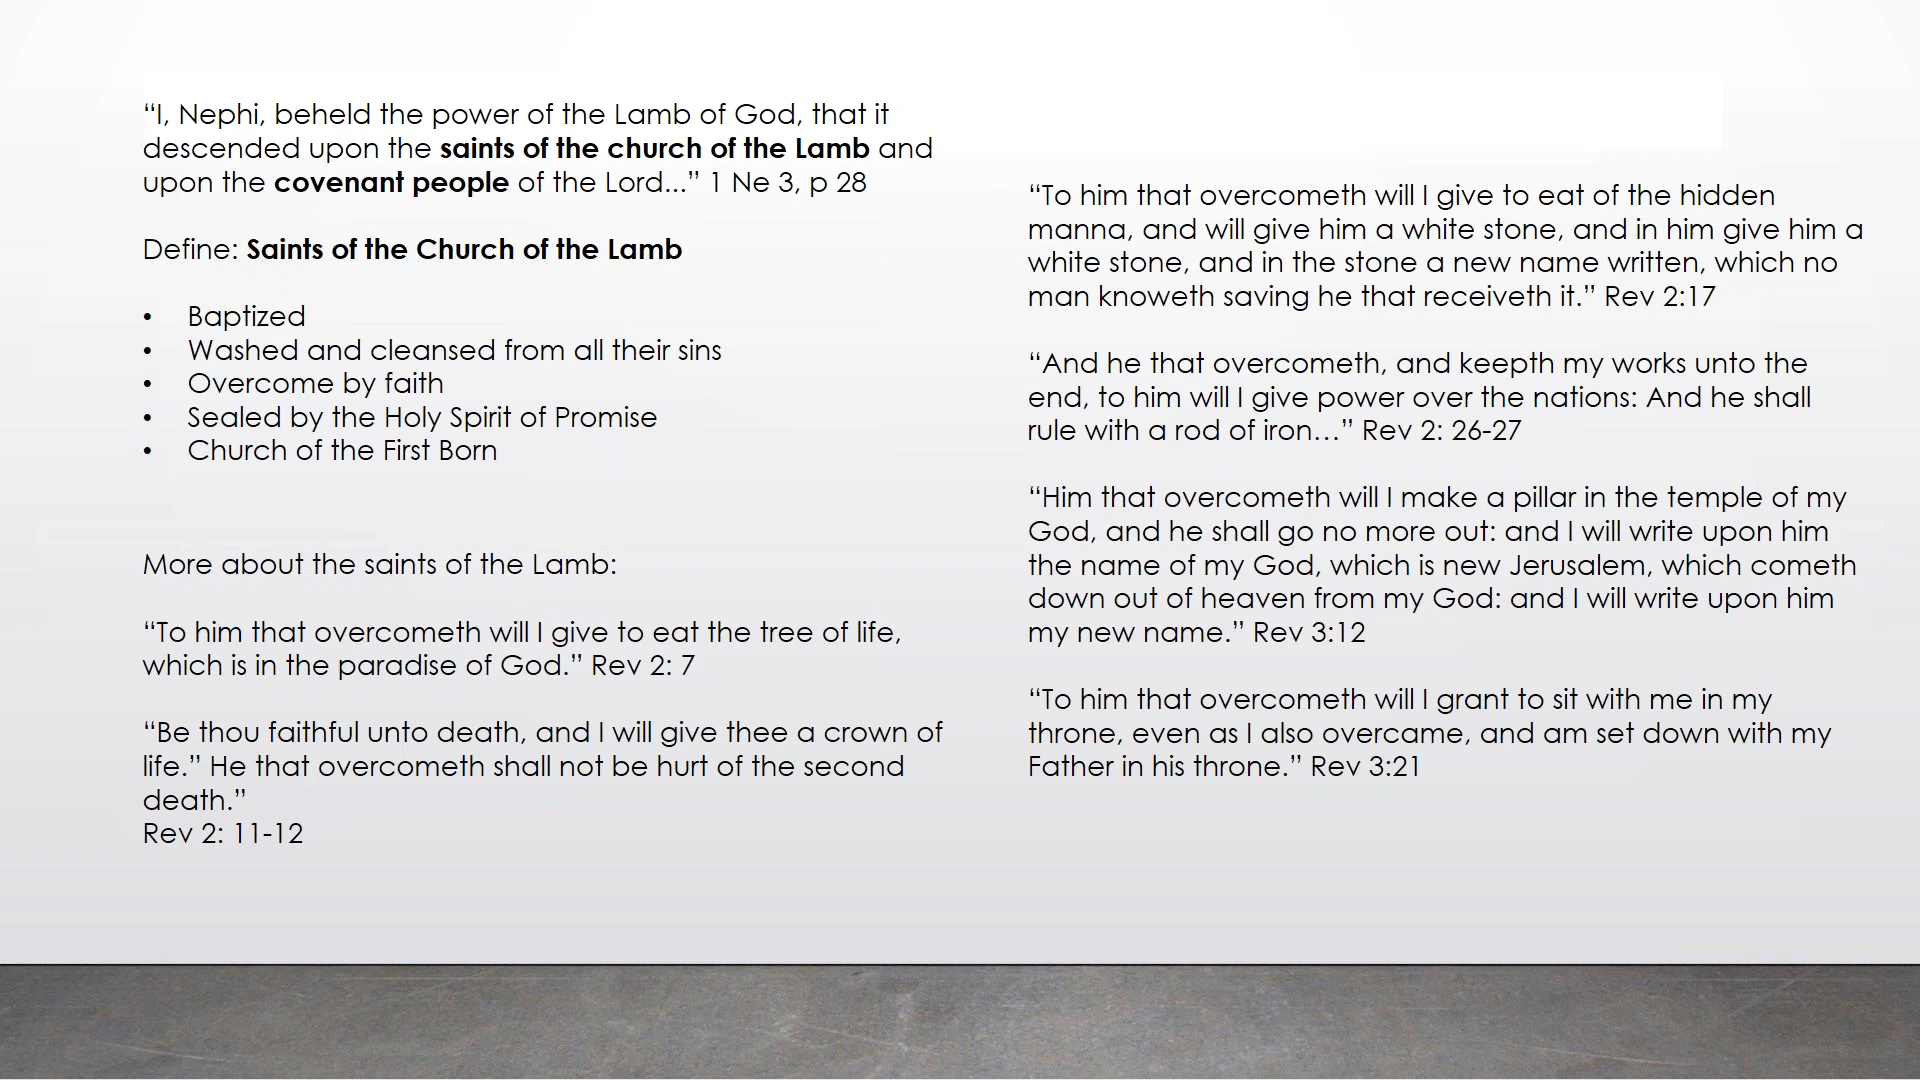 “I, Nephi, beheld the power of the Lamb of God, that it
descended upon the saints of the church of the Lamb and
upon the covenant people of the Lord...” 1 Ne 3, p 28
Define: Saints of the Church of the Lamb
• Baptized
• Washed and cleansed from all their sins
• Overcome by faith
• Sealed by the Holy Spirit of Promise
• Church of the First Born
More about the saints of the Lamb:
“To him that overcometh will I give to eat the tree of life,
which is in the paradise of God.” Rev 2: 7
“Be thou faithful unto death, and I will give thee a crown of
life.” He that overcometh shall not be hurt of the second
death.”
Rev 2: 11-12
“To him that overcometh will I give to eat of the hidden
manna, and will give him a white stone, and in him give him a
white stone, and in the stone a new name written, which no
man knoweth saving he that receiveth it.” Rev 2:17
“And he that overcometh, and keepth my works unto the
end, to him will I give power over the nations: And he shall
rule with a rod of iron…” Rev 2: 26-27
“Him that overcometh will I make a pillar in the temple of my
God, and he shall go no more out: and I will write upon him
the name of my God, which is new Jerusalem, which cometh
down out of heaven from my God: and I will write upon him
my new name.” Rev 3:12
“To him that overcometh will I grant to sit with me in my
throne, even as I also overcame, and am set down with my
Father in his throne.” Rev 3:21